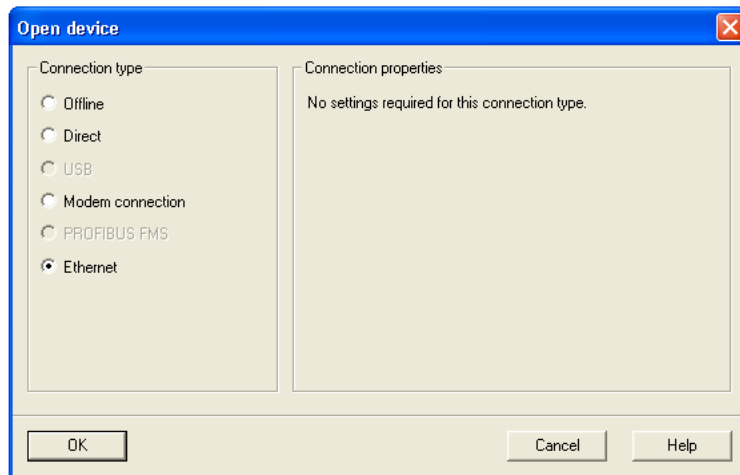 Open device
Connection type
Offline
Direct
USB
Modem connection
PROFIBUS FMS
Ethernet
Connection properties
No settings required for this connection type.
OK
Cancel
Help